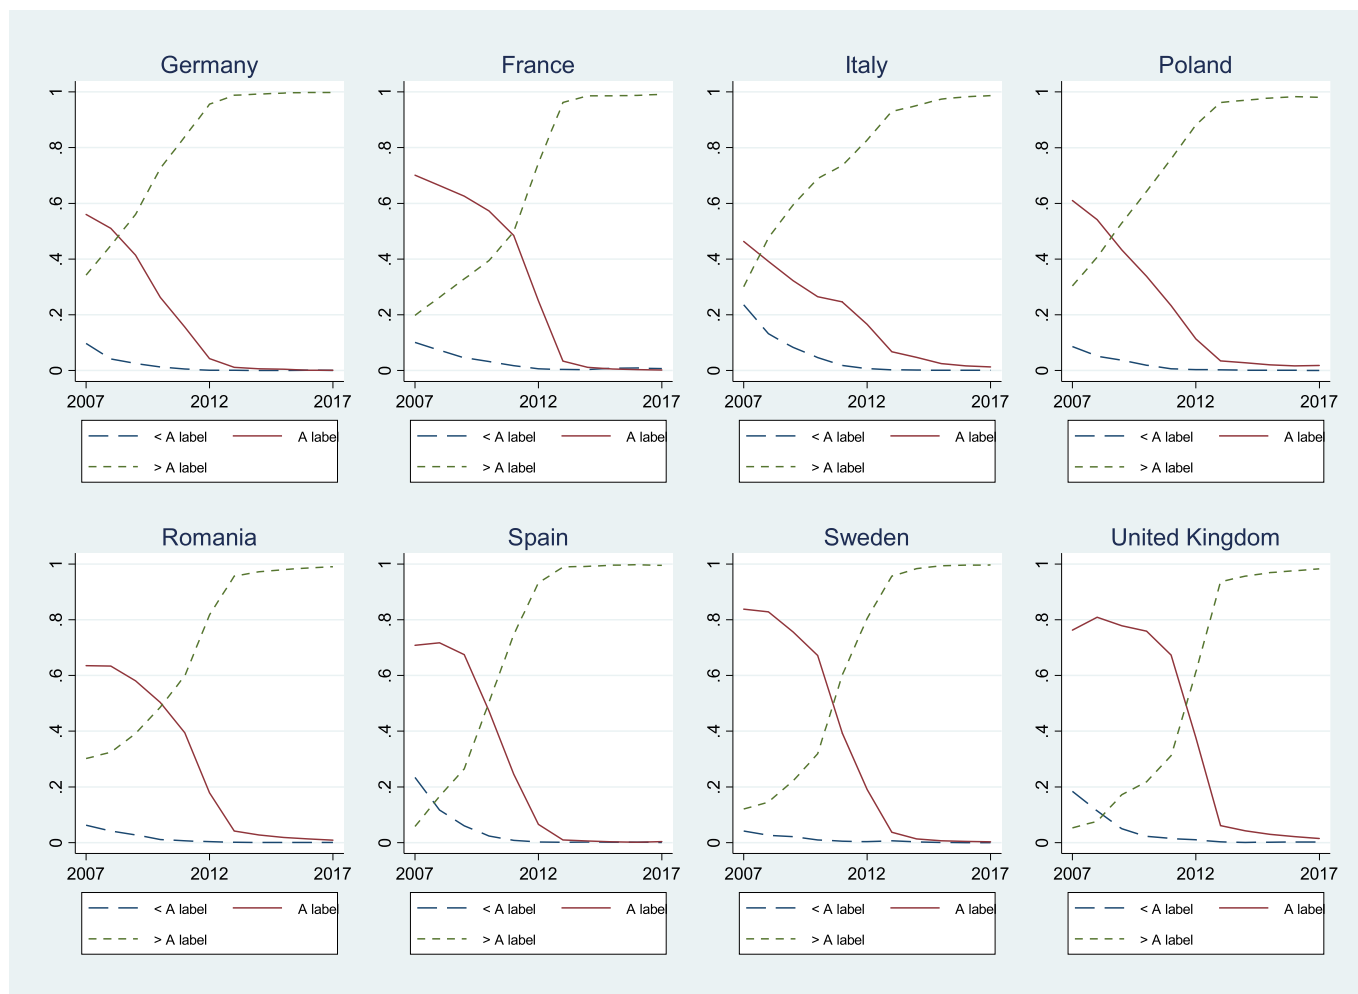 Germany France Italy Poland
1 1 1 1
.8 .8 .8 .8
.6 .6 .6 .6
.4 .4 .4 .4
.2 .2 .2 .2
0 0 0 0
2007 2012 2017 2007 2012 2017 2007 2012 2017 2007 2012 2017
< A label A label < A label A label < A label A label < A label A label
> A label > A label > A label > A label
Romania Spain Sweden United Kingdom
1 1 1 1
.8 .8 .8 .8
.6 .6 .6 .6
.4 .4 .4 .4
.2 .2 .2 .2
0 0 0 0
2007 2012 2017 2007 2012 2017 2007 2012 2017 2007 2012 2017
< A label A label < A label A label < A label A label < A label A label
> A label > A label > A label > A label